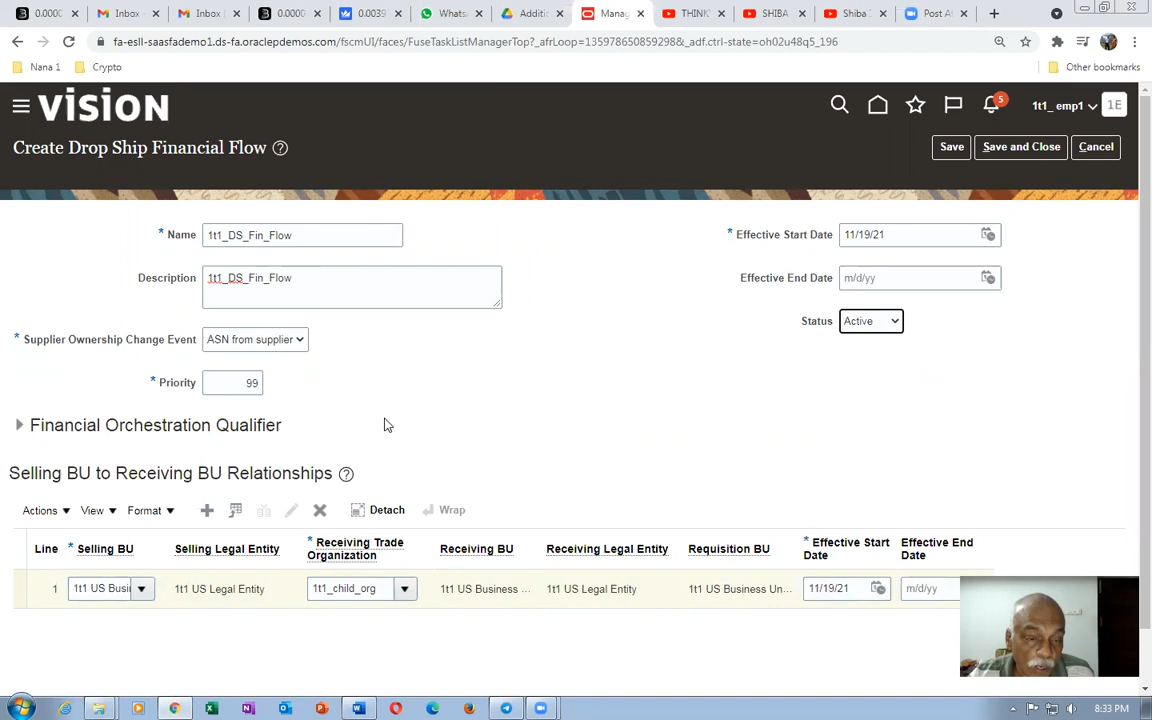 0.000(
Inbox (
Inbox (
0.000(
0.0039
Whats
Additi
Manag
THINK
SHIBA
Shiba
Post A
fa-esll-saasfademo1.ds-fa.oraclepdemos.com/fscmUI/faces/FuseTaskListManagerTop?_afrLoop=1359786508592986&_adf.ctrl-state=oh02u48q5_196
Nana 1
Crypto
Other bookmarks
VISION
5
1t1_ emp1
1E
Create Drop Ship Financial Flow
Save
Save and Close
Cancel
* Name 1t1_DS_Fin_Flow
* Effective Start Date 11/19/21
Description 1t1_DS_Fin_Flow
Effective End Date m/d/yy
Status Active
* Supplier Ownership Change Event ASN from supplier
* Priority 99
Financial Orchestration Qualifier
Selling BU to Receiving BU Relationships
Actions View Format Detach Wrap
Line * Selling BU Selling Legal Entity * Receiving Trade Organization Receiving BU Receiving Legal Entity Requisition BU * Effective Start Date Effective End Date
1 1t1 US Busir 1t1 US Legal Entity 1t1_child_org 1t1 US Business ... 1t1 US Legal Entity 1t1 US Business Un... 11/19/21 m/d/yy
8:33 PM